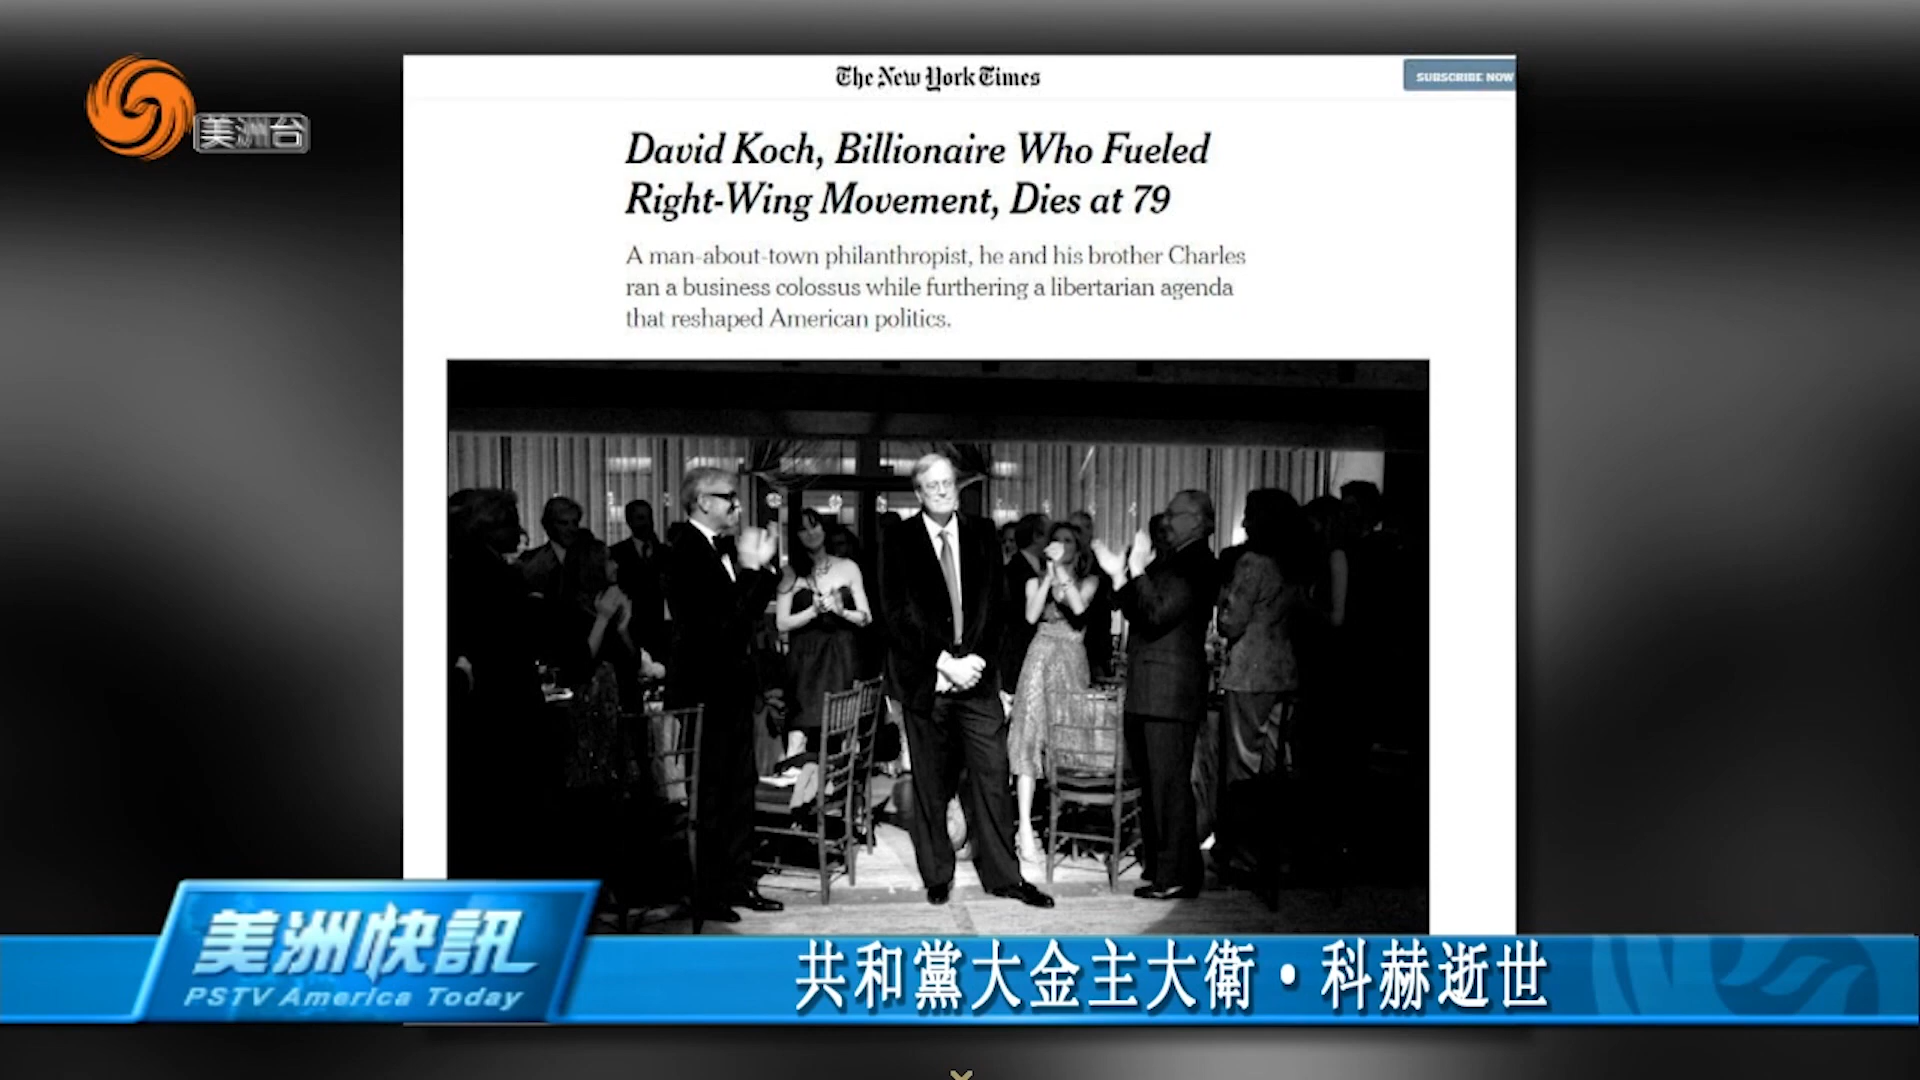 美洲台
The New York Times
SUBSCRIBE NOW
David Koch, Billionaire Who Fueled
Right-Wing Movement, Dies at 79
A man-about-town philanthropist, he and his brother Charles
ran a business colossus while furthering a libertarian agenda
that reshaped American politics.
美洲快訊
PSTV America Today
共和黨大金主大衛·科赫逝世